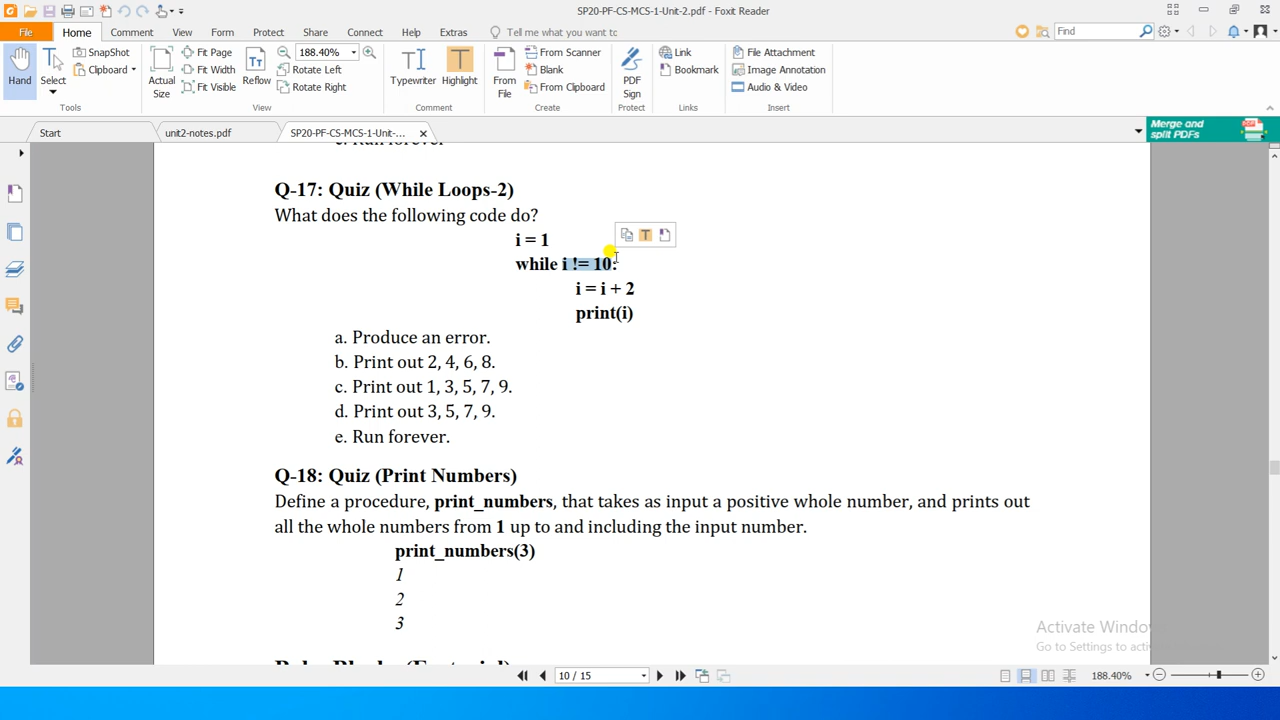 SP20-PF-CS-MCS-1-Unit-2.pdf - Foxit Reader
File Home Comment View Form Protect Share Connect Help Extras Tell me what you want to
Find
Hand
Select
SnapShot
Clipboard
Actual Size
Fit Page
Fit Width
Fit Visible
Reflow
188.40%
Rotate Left
Rotate Right
Typewriter
Highlight
From File
From Scanner
Blank
From Clipboard
PDF Sign
Link
Bookmark
File Attachment
Image Annotation
Audio & Video
Tools View Comment Create Protect Links Insert
Start unit2-notes.pdf SP20-PF-CS-MCS-1-Unit-...
Merge and
split PDFs
Q-17: Quiz (While Loops-2)
What does the following code do?
i = 1
while i != 10:
i = i + 2
print(i)
a. Produce an error.
b. Print out 2, 4, 6, 8.
c. Print out 1, 3, 5, 7, 9.
d. Print out 3, 5, 7, 9.
e. Run forever.
Q-18: Quiz (Print Numbers)
Define a procedure, print_numbers, that takes as input a positive whole number, and prints out
all the whole numbers from 1 up to and including the input number.
print_numbers(3)
1
2
3
Activate Windo
Go to Settings to acti
10 / 15
188.40%